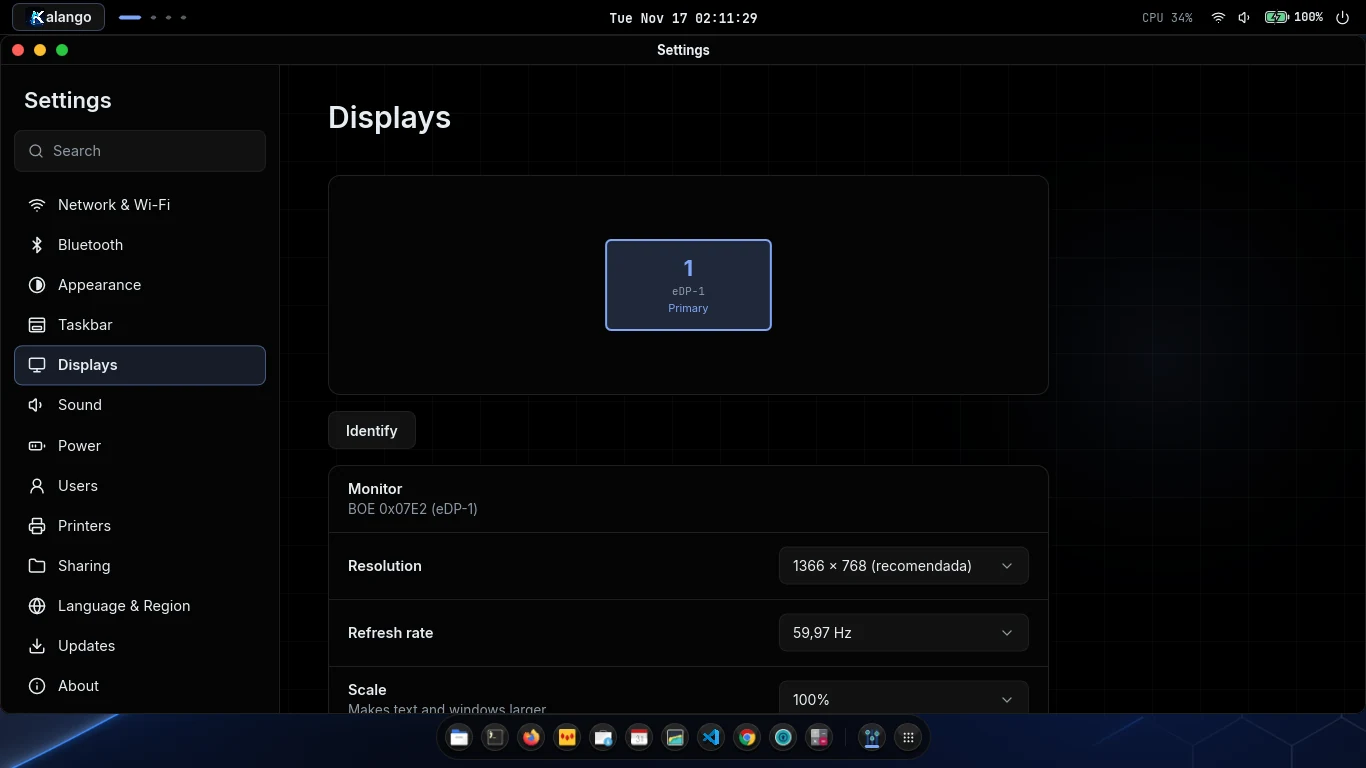 Kalango
Tue Nov 17 02:11:29
CPU 34%
100%
Settings
Settings
Search
Network & Wi-Fi
Bluetooth
Appearance
Taskbar
Displays
Sound
Power
Users
Printers
Sharing
Language & Region
Updates
About
Displays
1
eDP-1
Primary
Identify
Monitor
BOE 0x07E2 (eDP-1)
Resolution
1366 × 768 (recomendada)
Refresh rate
59,97 Hz
Scale
Makes text and windows larger
100%